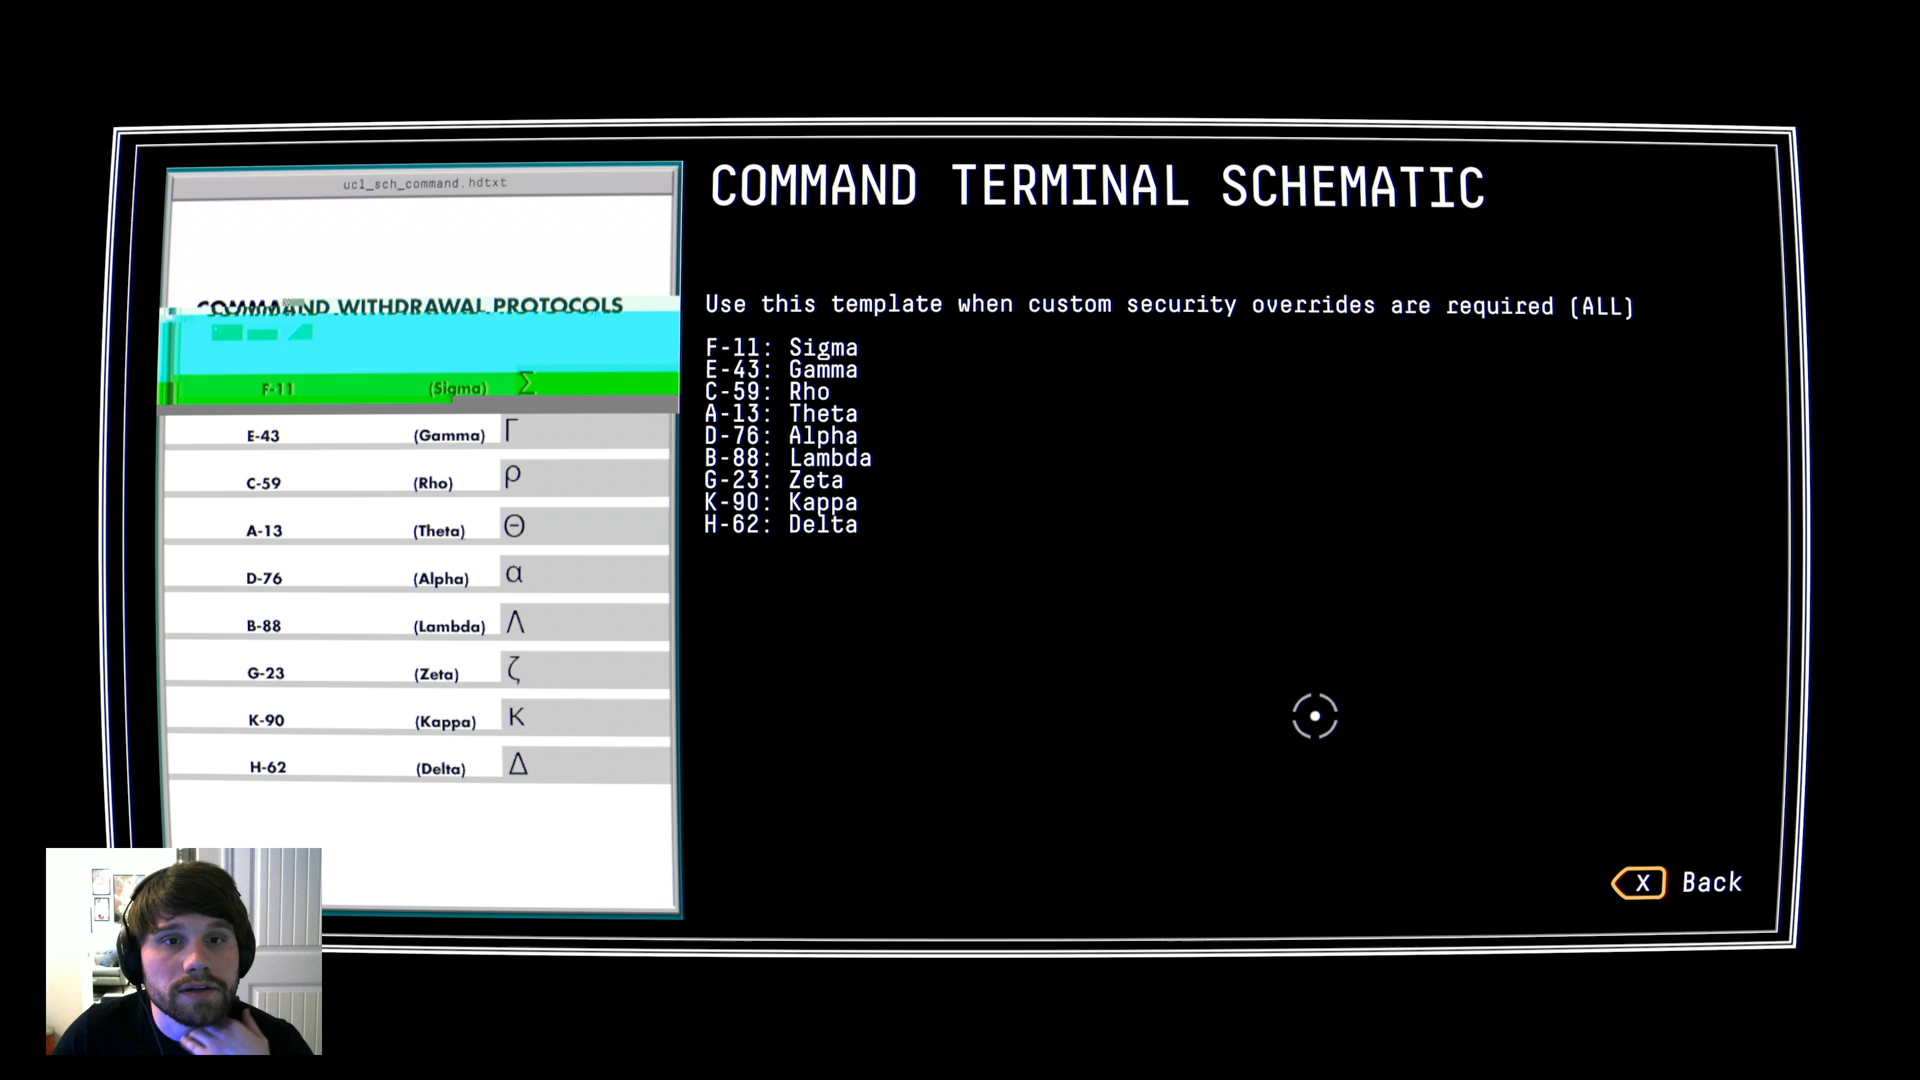 ucl_sch_command.hdtxt
COMMAND WITHDRAWAL PROTOCOLS
F-11 (Sigma) Σ
E-43 (Gamma) Γ
C-59 (Rho) ρ
A-13 (Theta) Θ
D-76 (Alpha) α
B-88 (Lambda) Λ
G-23 (Zeta) ζ
K-90 (Kappa) K
H-62 (Delta) Δ
COMMAND TERMINAL SCHEMATIC
Use this template when custom security overrides are required (ALL)
F-11: Sigma
E-43: Gamma
C-59: Rho
A-13: Theta
D-76: Alpha
B-88: Lambda
G-23: Zeta
K-90: Kappa
H-62: Delta
X Back